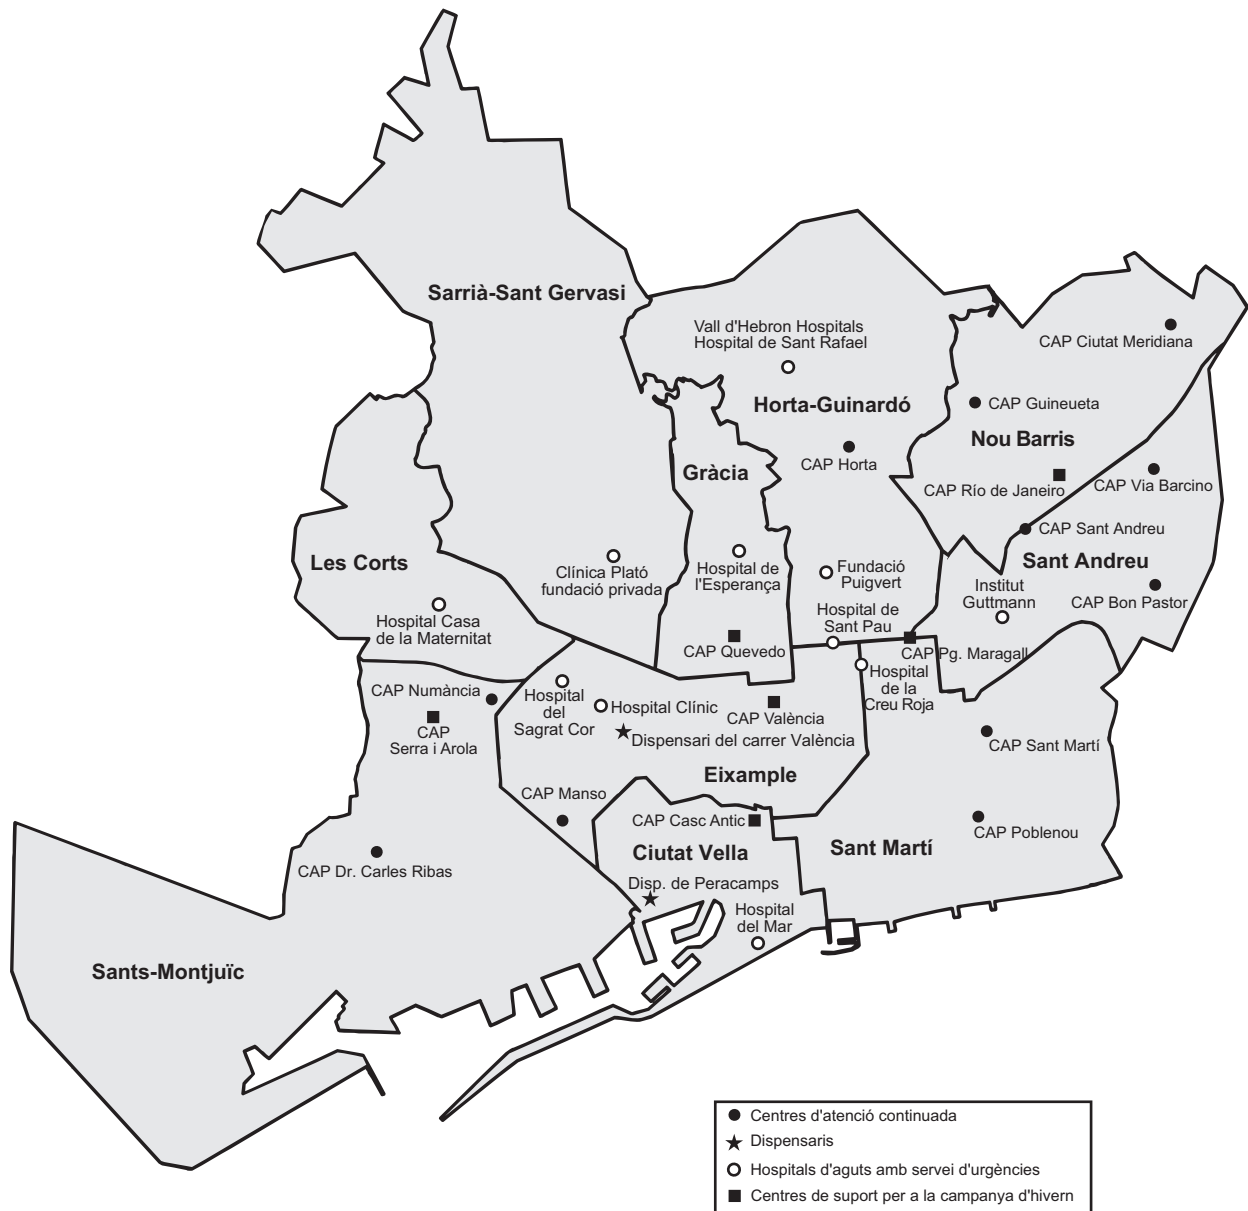 Sarrià-Sant Gervasi
Vall d'Hebron Hospitals
Hospital de Sant Rafael
Horta-Guinardó
CAP Horta
CAP Ciutat Meridiana
CAP Guineueta
Nou Barris
CAP Río de Janeiro
CAP Via Barcino
CAP Sant Andreu
Sant Andreu
Institut
Guttmann
CAP Bon Pastor
Gràcia
Hospital de
l'Esperança
CAP Quevedo
Fundació
Puigvert
Hospital de
Sant Pau
CAP Pg. Maragall
Hospital
de la
Creu Roja
Clínica Plató
fundació privada
Les Corts
Hospital Casa
de la Maternitat
CAP Numància
CAP
Serra i Arola
Hospital
del
Sagrat Cor
Hospital Clínic
CAP València
Dispensari del carrer València
Eixample
CAP Manso
CAP Sant Martí
CAP Poblenou
Sant Martí
CAP Casc Antic
Ciutat Vella
Disp. de Peracamps
Hospital
del Mar
CAP Dr. Carles Ribas
Sants-Montjuïc
Centres d'atenció continuada
Dispensaris
Hospitals d'aguts amb servei d'urgències
Centres de suport per a la campanya d'hivern